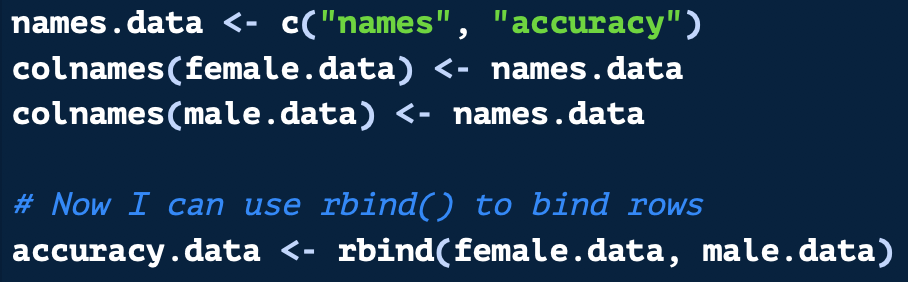 names.data <- c("names", "accuracy")
colnames(female.data) <- names.data
colnames(male.data) <- names.data
# Now I can use rbind() to bind rows
accuracy.data <- rbind(female.data, male.data)